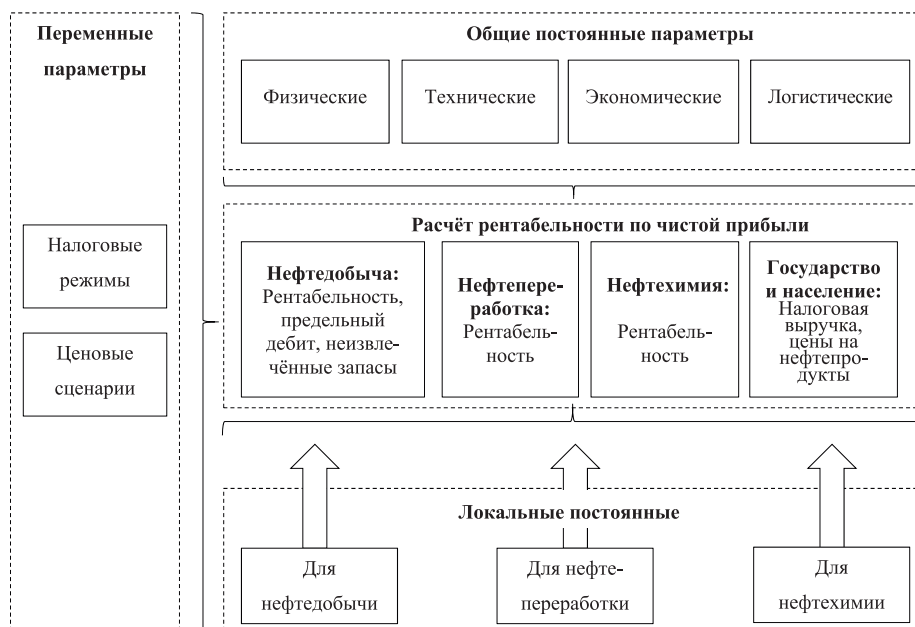 Переменные
параметры
Налоговые
режимы
Ценовые
сценарии
Общие постоянные параметры
Физические
Технические
Экономические
Логистические
Расчёт рентабельности по чистой прибыли
Нефтедобыча:
Рентабельность,
предельный
дебит, неизвле-
чённые запасы
Нефтепере-
работка:
Рентабель-
ность
Нефтехимия:
Рентабель-
ность
Государство
и население:
Налоговая
выручка,
цены на
нефтепро-
дукты
Локальные постоянные
Для
нефтедобычи
Для нефте-
переработки
Для
нефтехимии